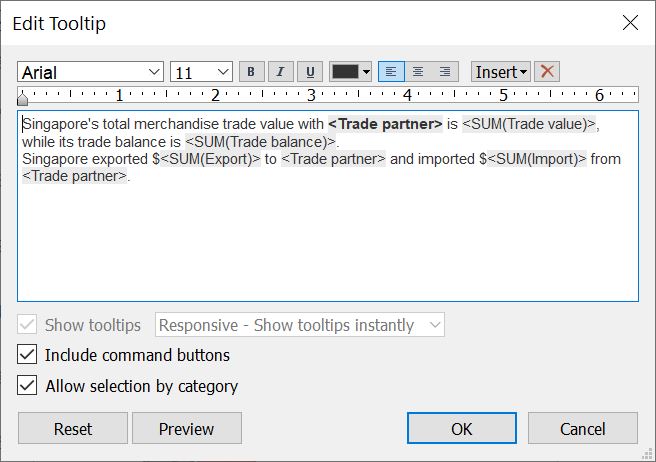 Edit Tooltip
Arial 11 B I U Insert
1 2 3 4 5 6
Singapore's total merchandise trade value with <Trade partner> is <SUM(Trade value)>,
while its trade balance is <SUM(Trade balance)>.
Singapore exported $<SUM(Export)> to <Trade partner> and imported $<SUM(Import)> from
<Trade partner>.
Show tooltips Responsive - Show tooltips instantly
Include command buttons
Allow selection by category
Reset Preview OK Cancel